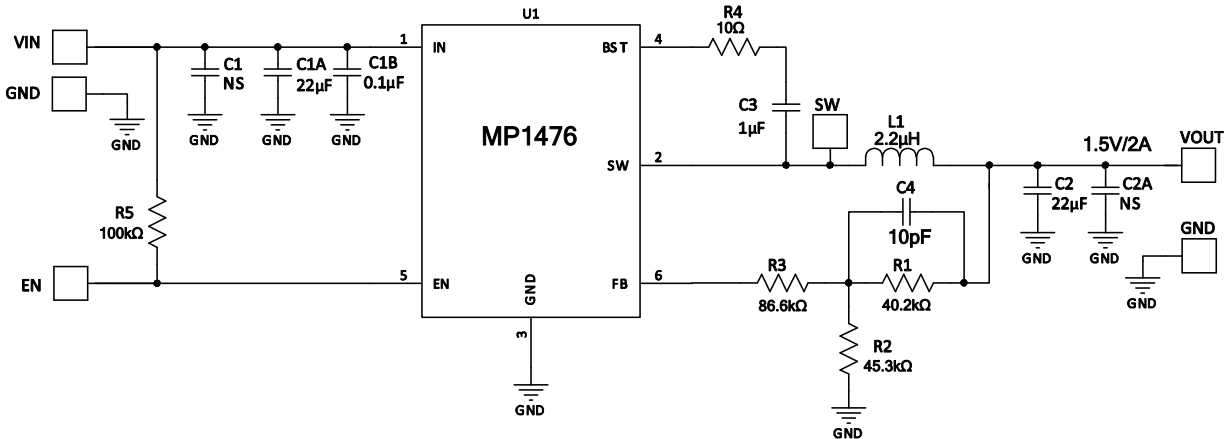 U1
R4
10Ω
VIN
1
IN
BST
4
C1
NS
C1A
22µF
C1B
0.1µF
GND
GND
GND
GND
GND
C3
1µF
SW
MP1476
L1
2.2µH
SW
2
1.5V/2A
VOUT
C4
10pF
C2
22µF
C2A
NS
R5
100kΩ
GND
GND
GND
EN
5
EN
GND
FB
6
R3
86.6kΩ
R1
40.2kΩ
GND
3
R2
45.3kΩ
GND
GND